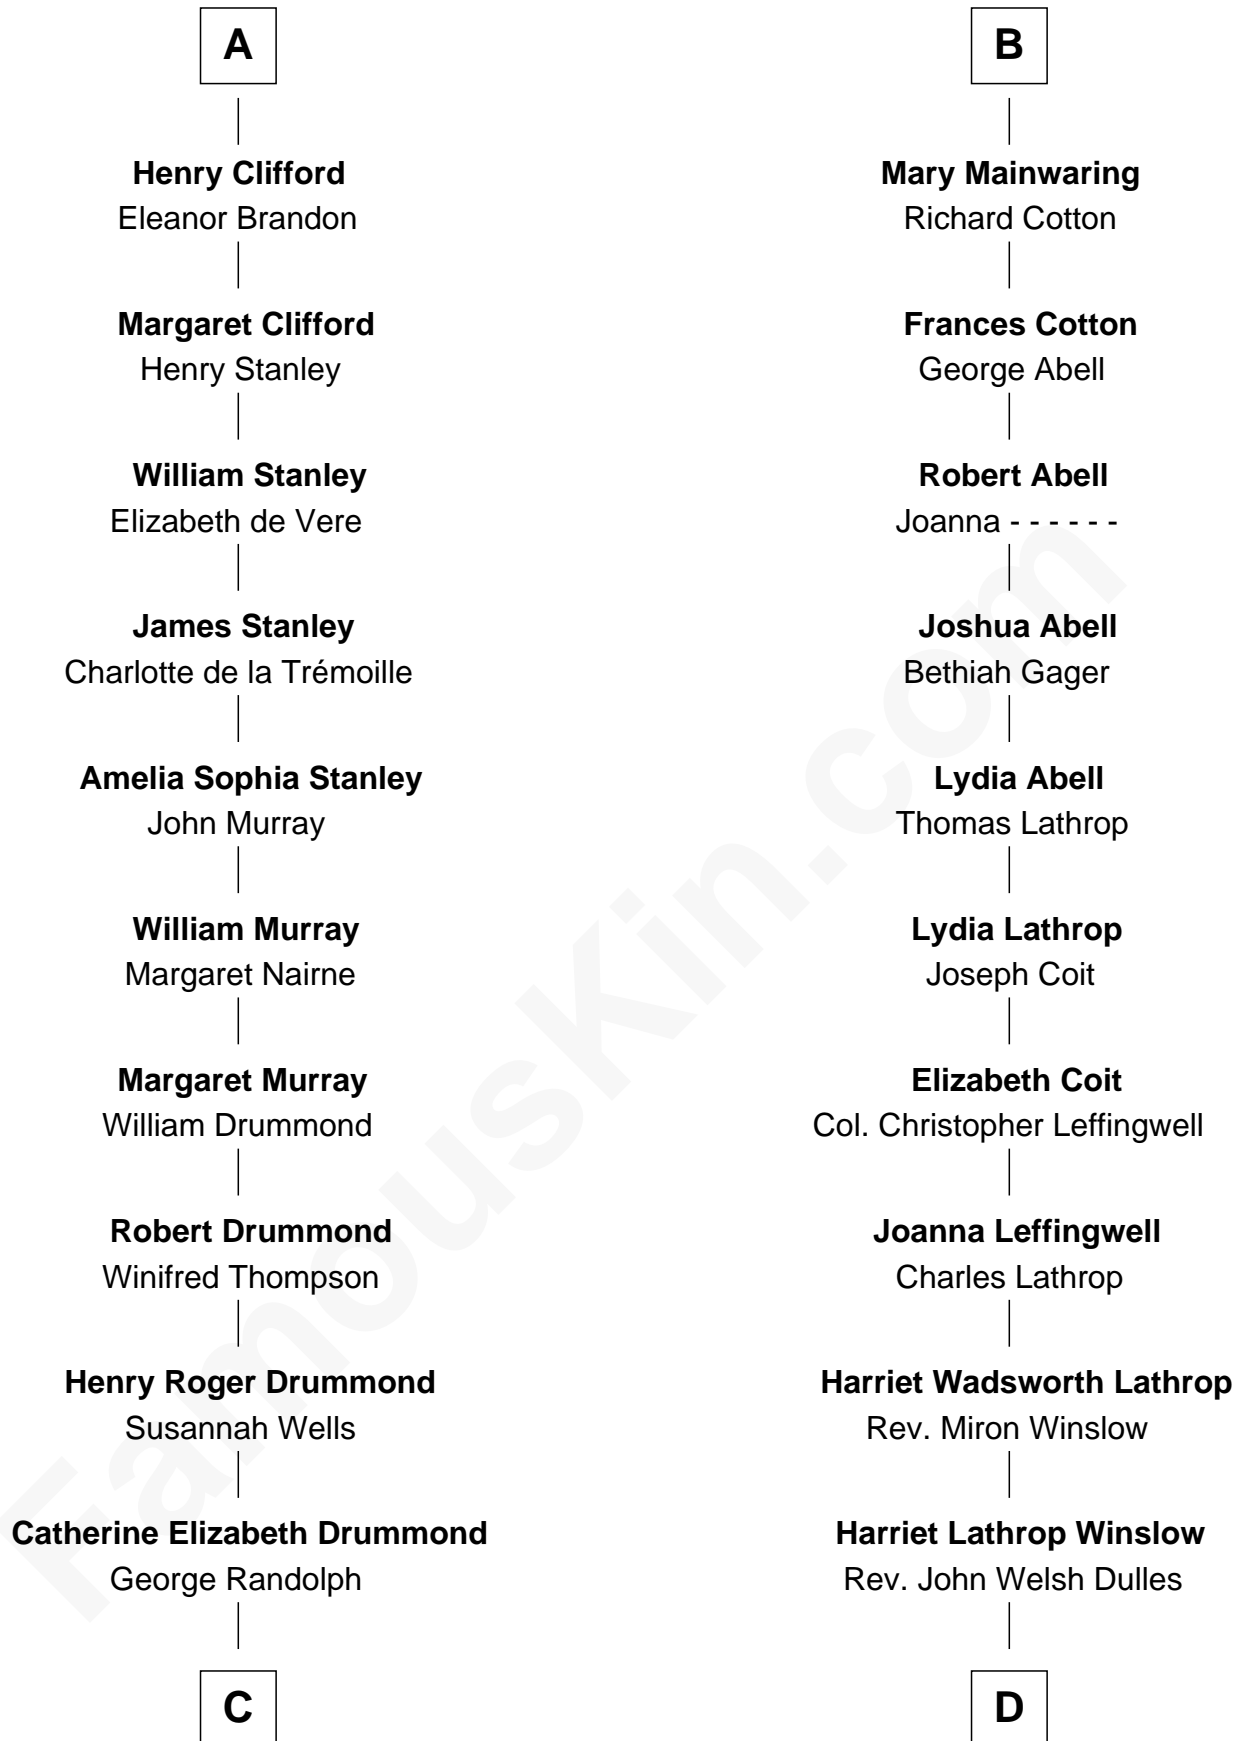 A
Henry Clifford
Eleanor Brandon
Margaret Clifford
Henry Stanley
William Stanley
Elizabeth de Vere
James Stanley
Charlotte de la Trémoille
Amelia Sophia Stanley
John Murray
William Murray
Margaret Nairne
Margaret Murray
William Drummond
Robert Drummond
Winifred Thompson
Henry Roger Drummond
Susannah Wells
Catherine Elizabeth Drummond
George Randolph
C
B
Mary Mainwaring
Richard Cotton
Frances Cotton
George Abell
Robert Abell
Joanna - - - - - -
Joshua Abell
Bethiah Gager
Lydia Abell
Thomas Lathrop
Lydia Lathrop
Joseph Coit
Elizabeth Coit
Col. Christopher Leffingwell
Joanna Leffingwell
Charles Lathrop
Harriet Wadsworth Lathrop
Rev. Miron Winslow
Harriet Lathrop Winslow
Rev. John Welsh Dulles
D
FamousKin.com